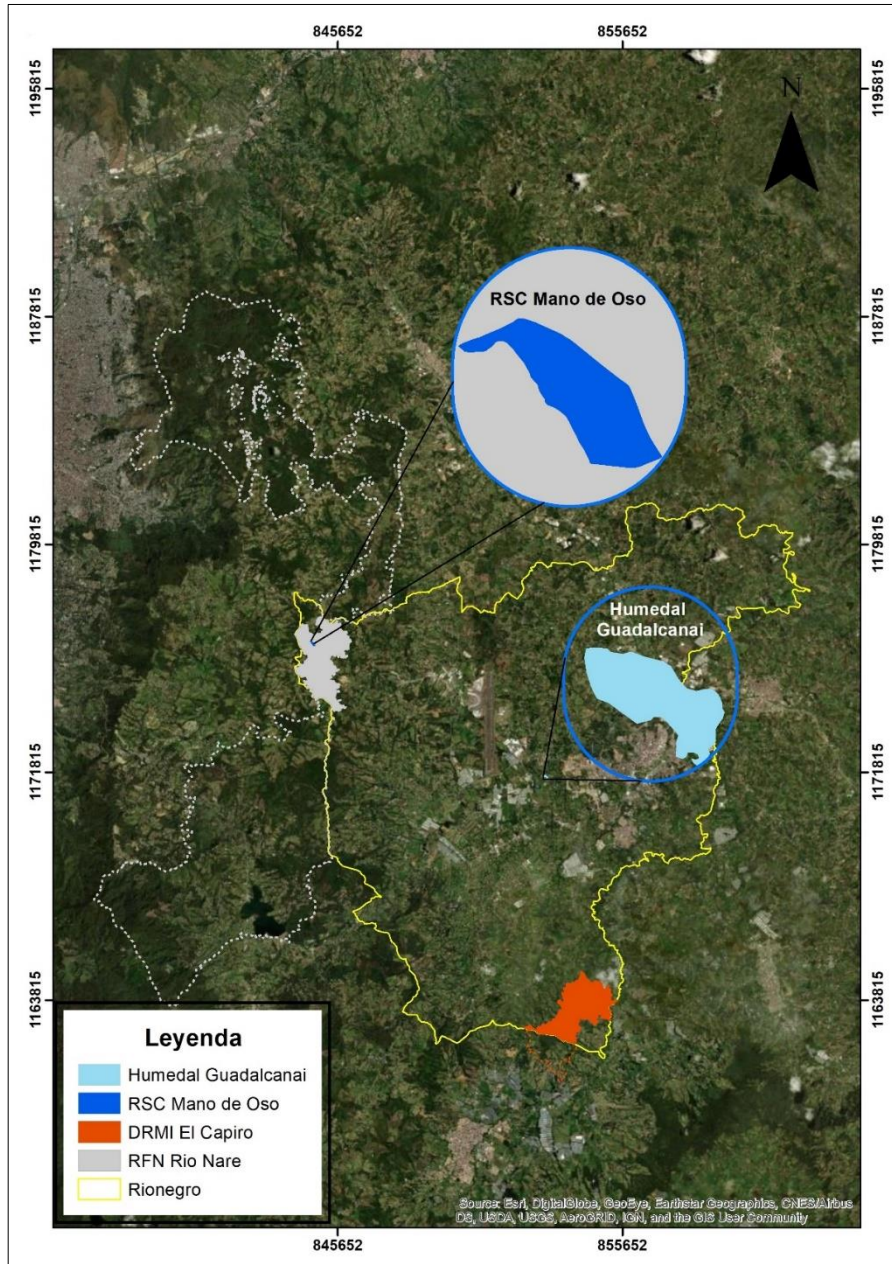 845652
855652
1195815
1195815
N
1187815
1187815
RSC Mano de Oso
1179815
1179815
Humedal
Guadalcanai
1171815
1171815
1163815
1163815
Leyenda
Humedal Guadalcanai
RSC Mano de Oso
DRMI El Capiro
RFN Rio Nare
Rionegro
Source: Esri, DigitalGlobe, GeoEye, Earthstar Geographics, CNES/Airbus
DS, USDA, USGS, AeroGRID, IGN, and the GIS User Community
845652
855652